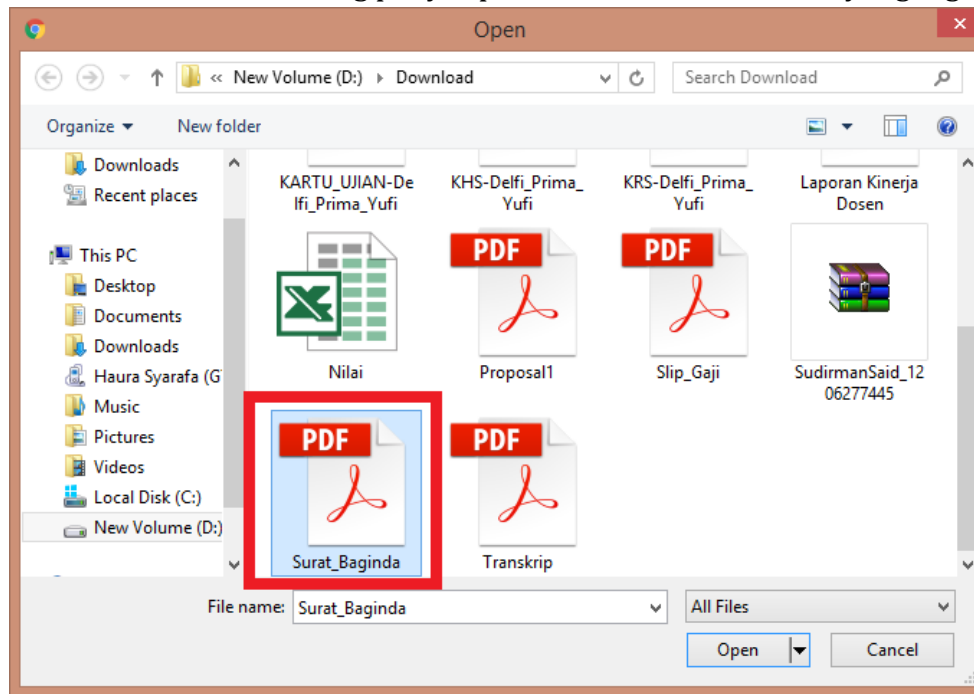 Open
« New Volume (D:) Download
Search Download
Organize
New folder
Downloads
Recent places
This PC
Desktop
Documents
Downloads
Haura Syarafa (G
Music
Pictures
Videos
Local Disk (C:)
New Volume (D:)
KARTU_UJIAN-De
lfi_Prima_Yufi
KHS-Delfi_Prima_
Yufi
KRS-Delfi_Prima_
Yufi
Laporan Kinerja
Dosen
Nilai
PDF
Proposal1
PDF
Slip_Gaji
SudirmanSaid_12
06277445
PDF
Surat_Baginda
PDF
Transkrip
File name: Surat_Baginda
All Files
Open
Cancel